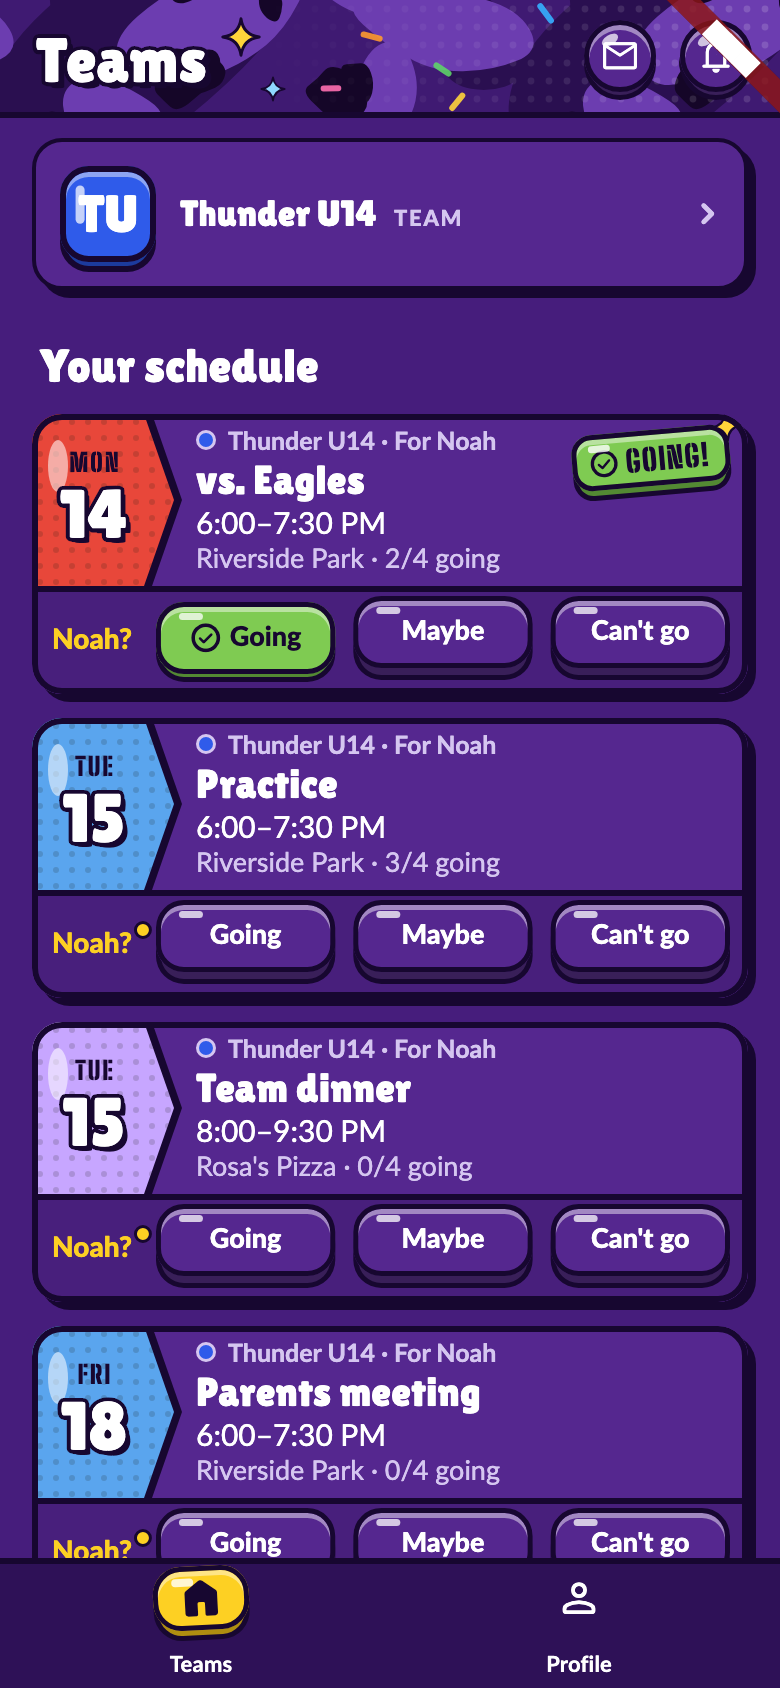 Teams
TU
Thunder U14 TEAM
Your schedule
MON
14
Thunder U14 · For Noah
vs. Eagles
6:00–7:30 PM
Riverside Park · 2/4 going
GOING!
Noah?
Going
Maybe
Can't go
TUE
15
Thunder U14 · For Noah
Practice
6:00–7:30 PM
Riverside Park · 3/4 going
Noah?
Going
Maybe
Can't go
TUE
15
Thunder U14 · For Noah
Team dinner
8:00–9:30 PM
Rosa's Pizza · 0/4 going
Noah?
Going
Maybe
Can't go
FRI
18
Thunder U14 · For Noah
Parents meeting
6:00–7:30 PM
Riverside Park · 0/4 going
Noah?
Going
Maybe
Can't go
Teams
Profile